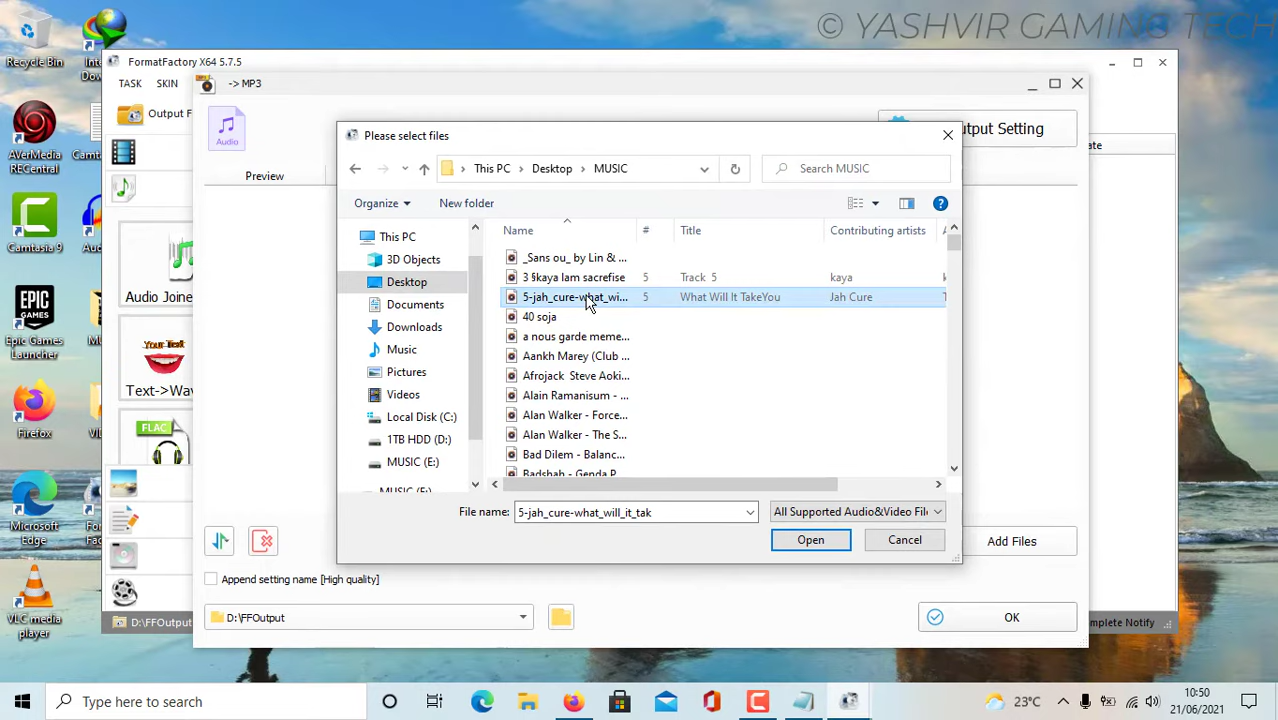 © YASHVIR GAMING TECH
Recycle Bin
AVerMedia
RECentral
Camtasia 9
Epic Games
Launcher
Firefox
Microsoft
Edge
VLC media
player
FormatFactory X64 5.7.5
TASK SKIN
-> MP3
Audio
Output Setting
Preview
Audio Joine
Your Text
Text->Wav
FLAC
Please select files
This PC > Desktop > MUSIC
Search MUSIC
Organize New folder
This PC
3D Objects
Desktop
Documents
Downloads
Music
Pictures
Videos
Local Disk (C:)
1TB HDD (D:)
MUSIC (E:)
Name # Title Contributing artists
_Sans ou_ by Lin & ...
3 §kaya lam sacrefise 5 Track 5 kaya
5-jah_cure-what_wi... 5 What Will It TakeYou Jah Cure
40 soja
a nous garde meme...
Aankh Marey (Club ...
Afrojack Steve Aoki...
Alain Ramanisum - ...
Alan Walker - Force...
Alan Walker - The S...
Bad Dilem - Balanc...
Badshah - Genda P
File name: 5-jah_cure-what_will_it_tak All Supported Audio&Video File
Open Cancel
Add Files
Append setting name [High quality]
D:\FFOutput
OK
D:\FFOutput
mplete Notify
Type here to search
23°C
10:50
21/06/2021